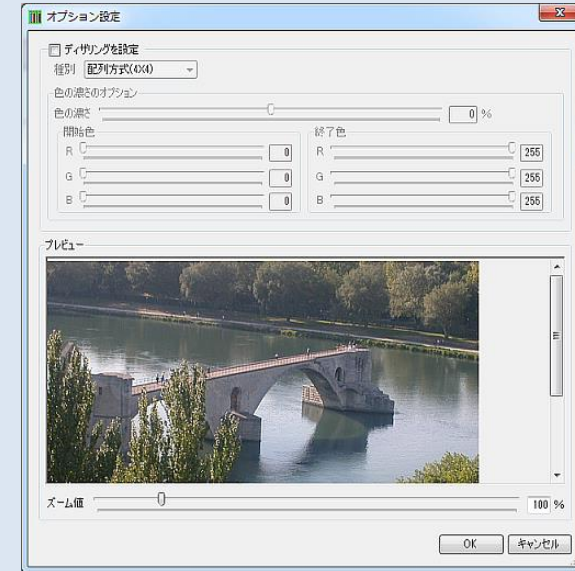 オプション設定
ディザリングを設定
種別 配列方式(4X4)
色の濃さのオプション
色の濃さ 0 %
開始色 終了色
R 0 R 255
G 0 G 255
B 0 B 255
プレビュー
ズーム値 100 %
OK キャンセル